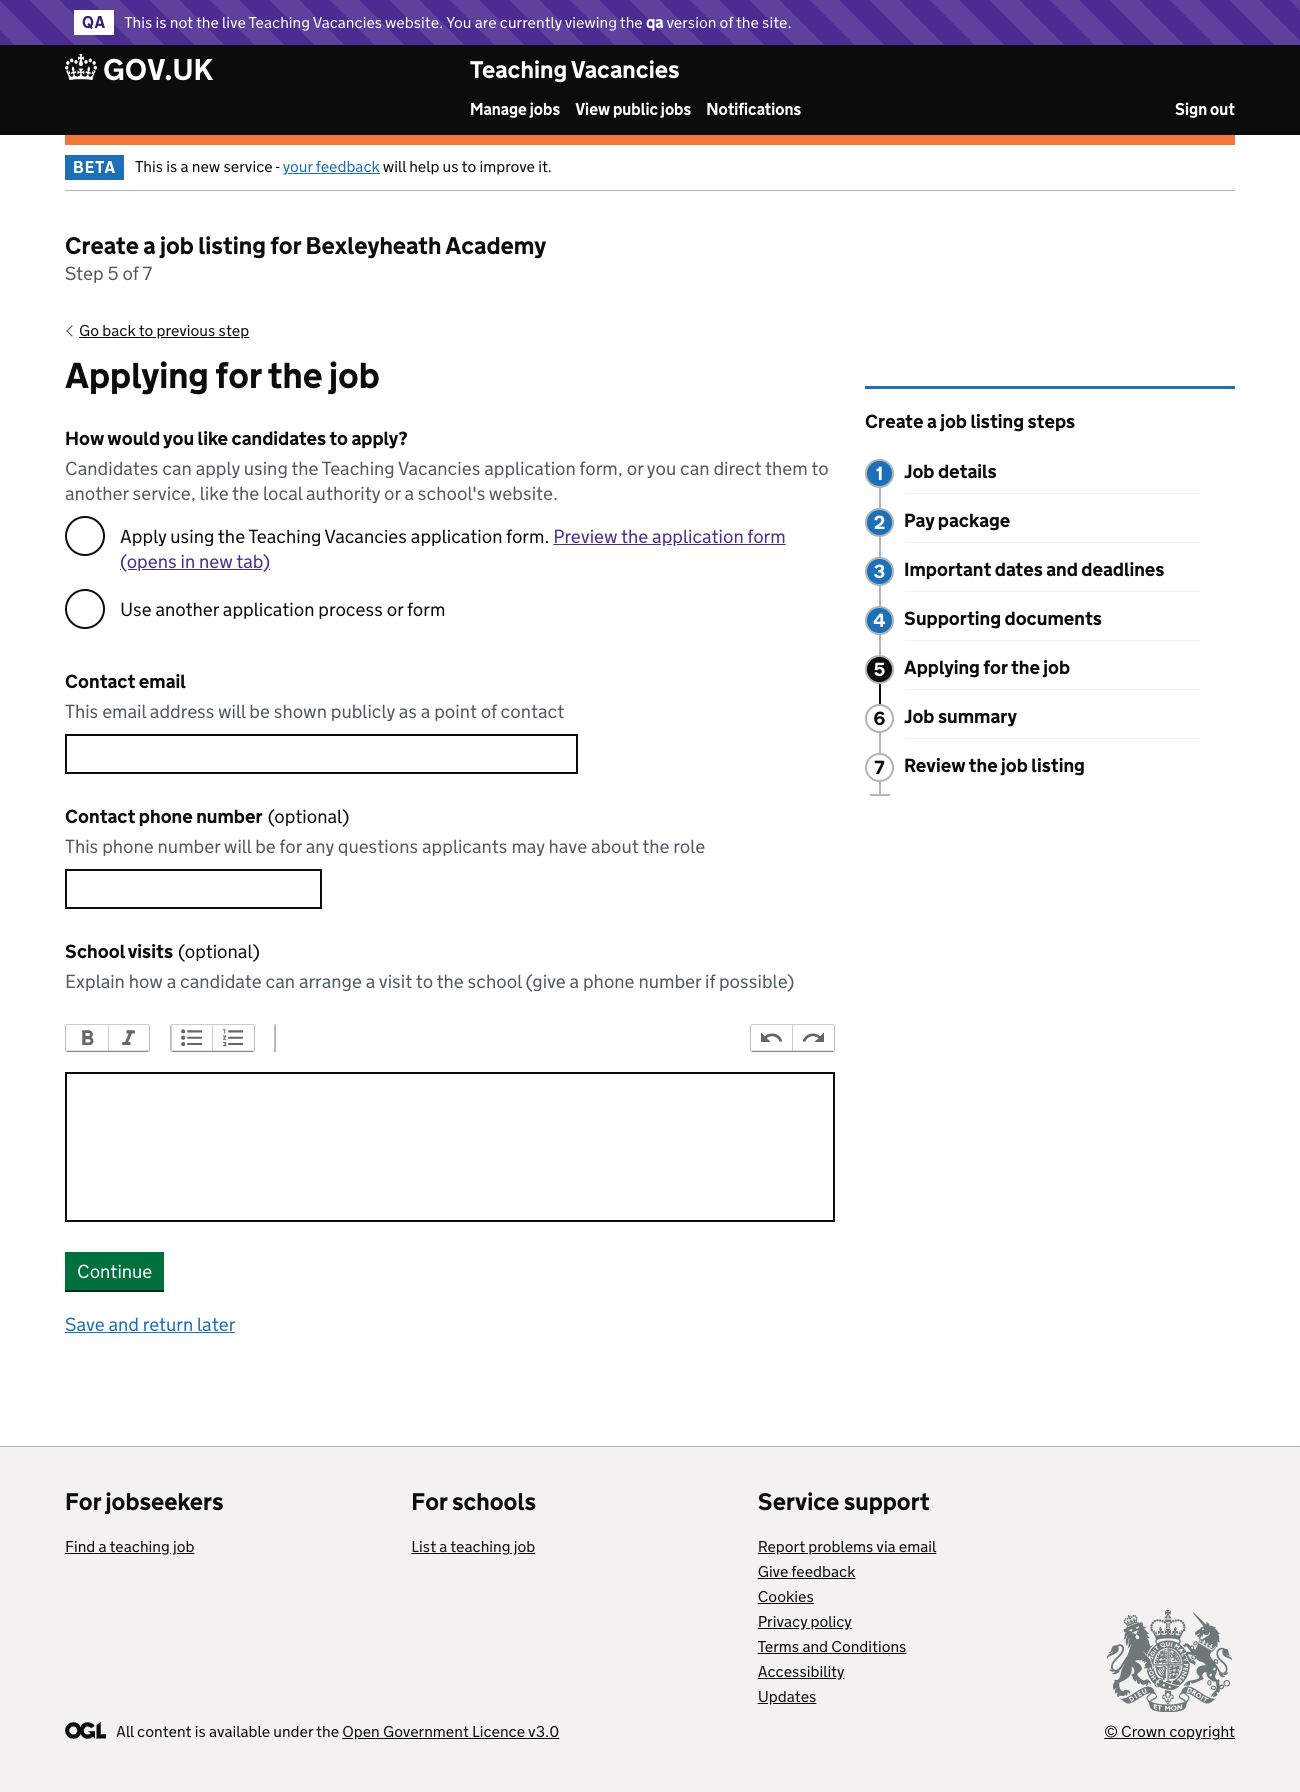 QA This is not the live Teaching Vacancies website. You are currently viewing the qa version of the site.
GOV.UK Teaching Vacancies
Manage jobs View public jobs Notifications Sign out
BETA This is a new service - your feedback will help us to improve it.
Create a job listing for Bexleyheath Academy
Step 5 of 7
Go back to previous step
Applying for the job
How would you like candidates to apply?
Candidates can apply using the Teaching Vacancies application form, or you can direct them to
another service, like the local authority or a school's website.
Apply using the Teaching Vacancies application form. Preview the application form
(opens in new tab)
Use another application process or form
Contact email
This email address will be shown publicly as a point of contact
Contact phone number (optional)
This phone number will be for any questions applicants may have about the role
School visits (optional)
Explain how a candidate can arrange a visit to the school (give a phone number if possible)
B I
Continue
Save and return later
Create a job listing steps
1 Job details
2 Pay package
3 Important dates and deadlines
4 Supporting documents
5 Applying for the job
6 Job summary
7 Review the job listing
For jobseekers
Find a teaching job
For schools
List a teaching job
Service support
Report problems via email
Give feedback
Cookies
Privacy policy
Terms and Conditions
Accessibility
Updates
OGL All content is available under the Open Government Licence v3.0
DIEU ET MON DROIT
© Crown copyright